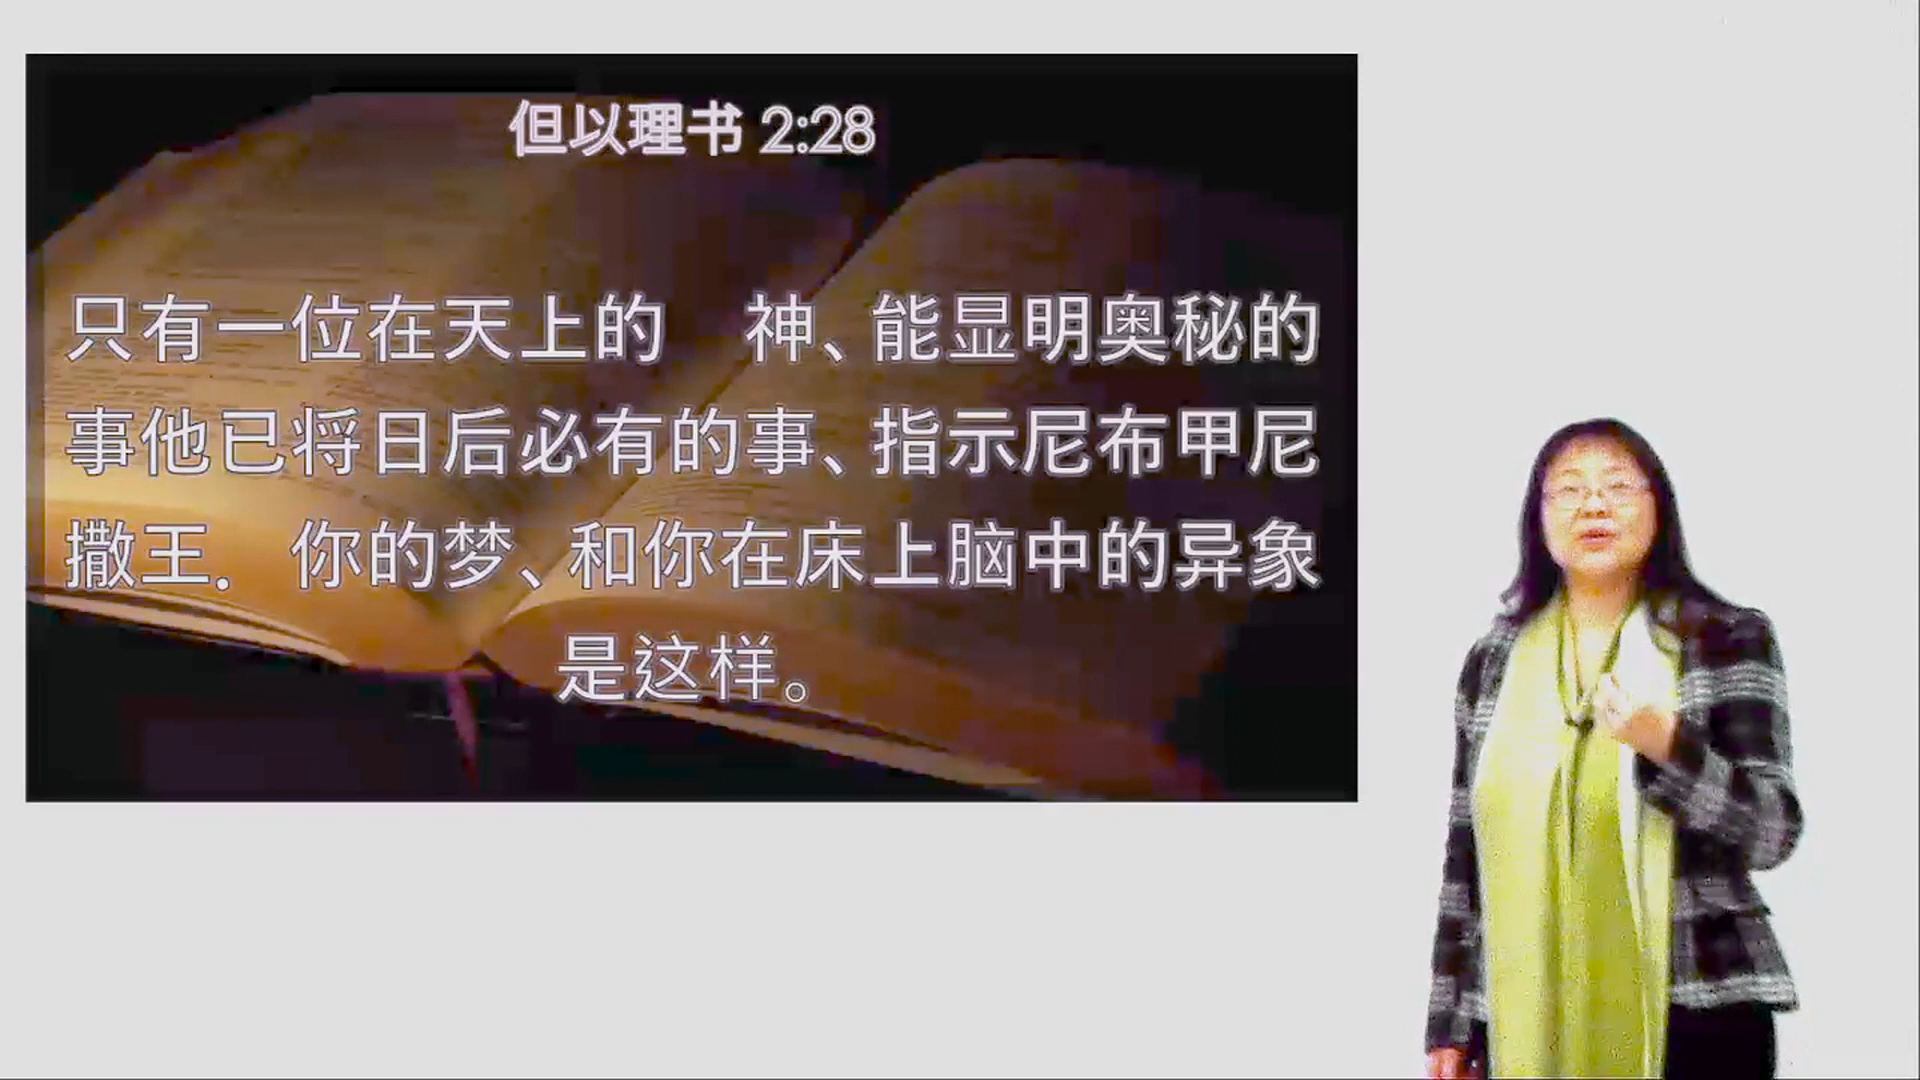 但以理书 2:28
只有一位在天上的　神、能显明奥秘的
事他已将日后必有的事、指示尼布甲尼
撒王． 你的梦、和你在床上脑中的异象
是这样。